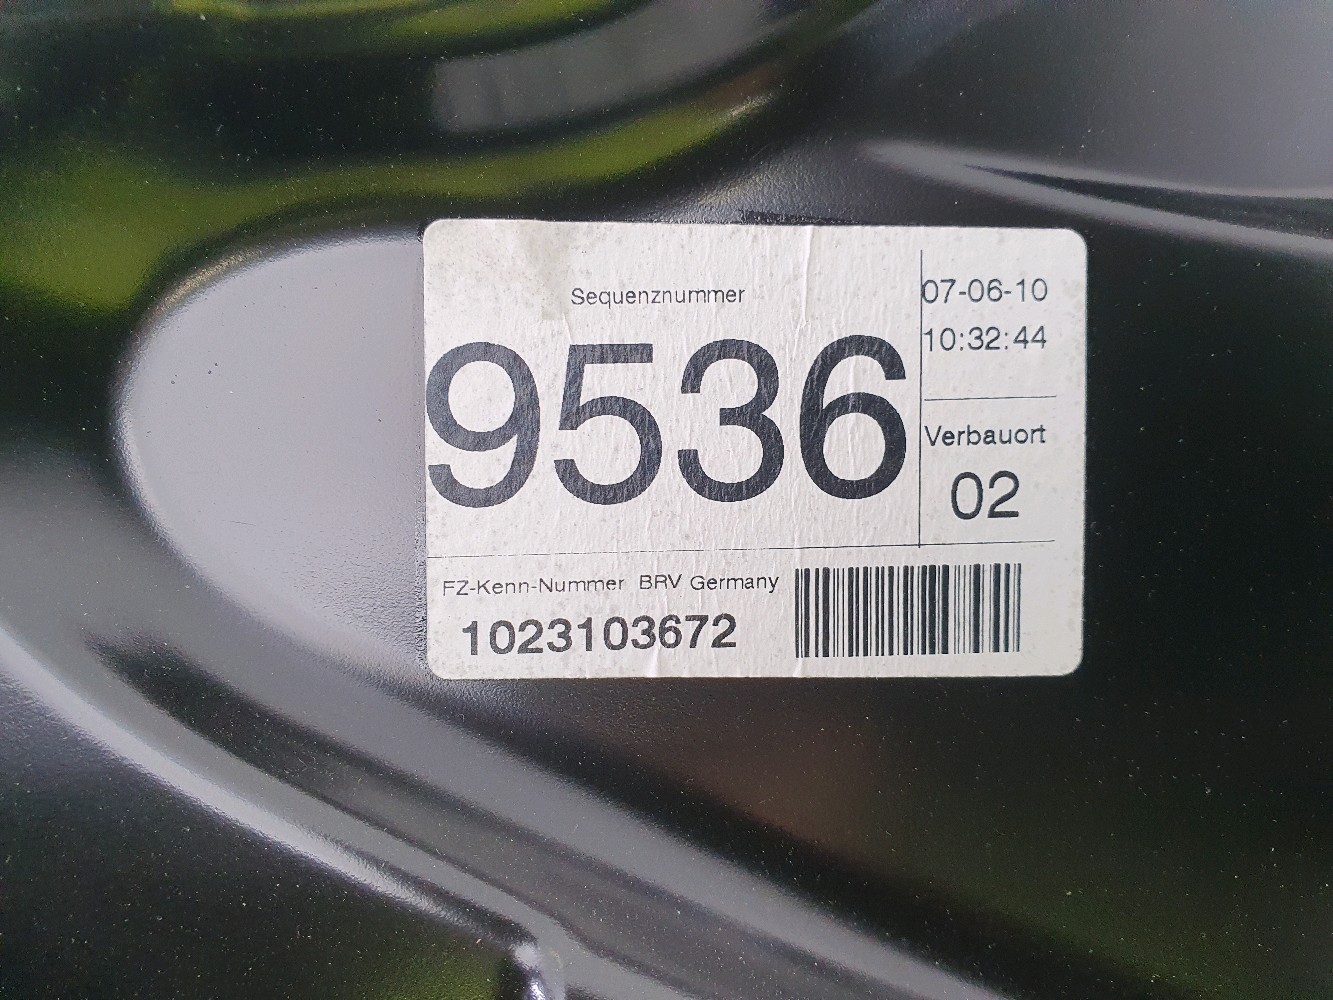 Sequenznummer
9536
07-06-10
10:32:44
Verbauort
02
FZ-Kenn-Nummer BRV Germany
1023103672